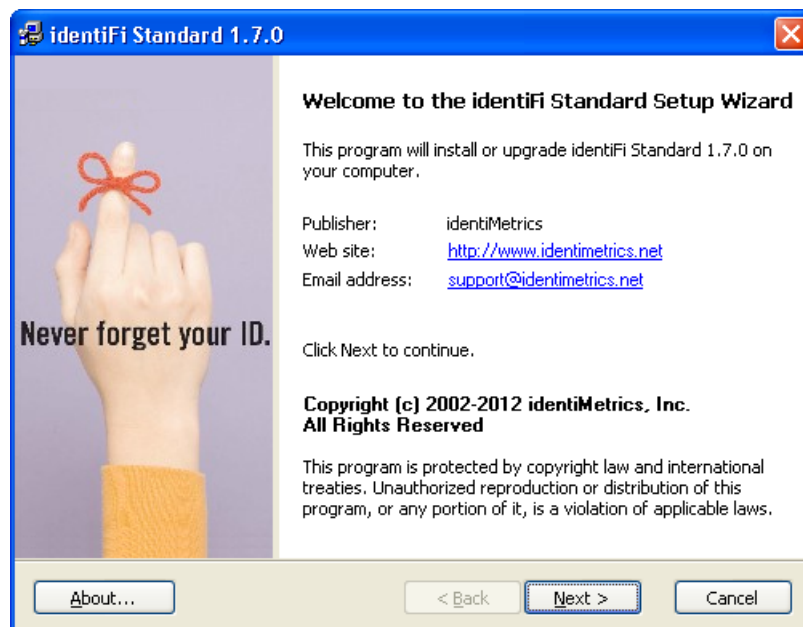 identiFi Standard 1.7.0
Never forget your ID.
Welcome to the identiFi Standard Setup Wizard
This program will install or upgrade identiFi Standard 1.7.0 on
your computer.
Publisher: identiMetrics
Web site: http://www.identimetrics.net
Email address: support@identimetrics.net
Click Next to continue.
Copyright (c) 2002-2012 identiMetrics, Inc.
All Rights Reserved
This program is protected by copyright law and international
treaties. Unauthorized reproduction or distribution of this
program, or any portion of it, is a violation of applicable laws.
About... < Back Next > Cancel